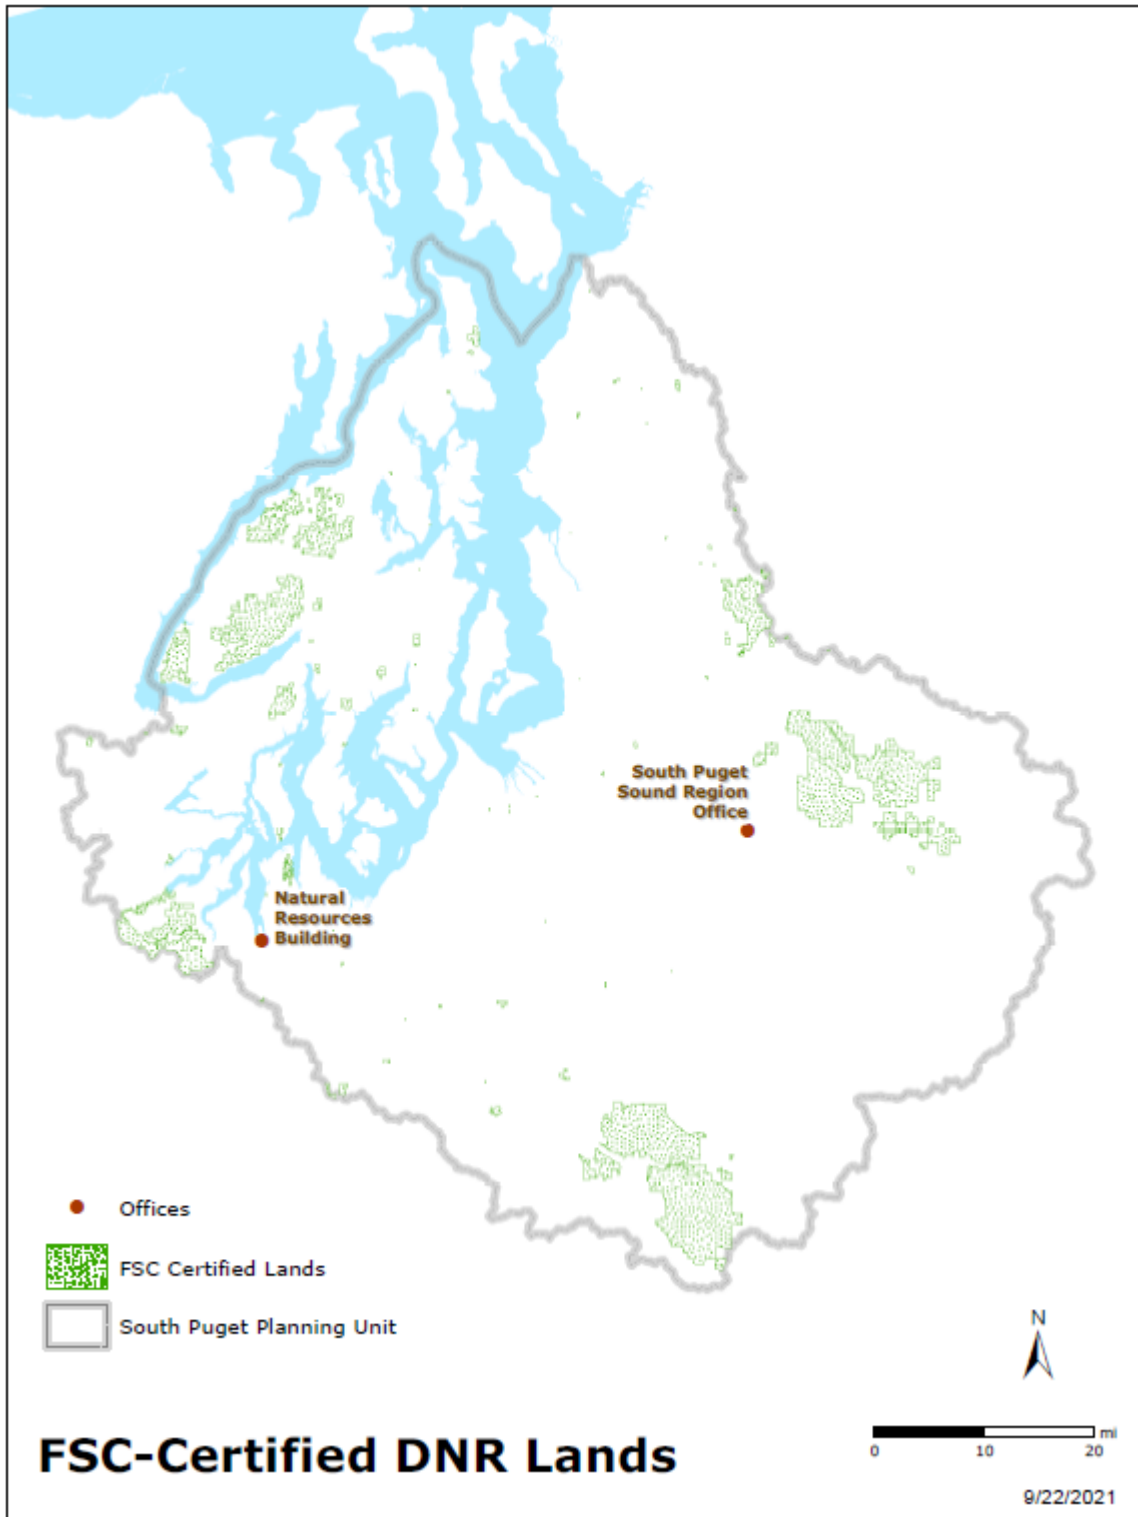 South Puget
Sound Region
Office
Natural
Resources
Building
Offices
FSC Certified Lands
South Puget Planning Unit
N
FSC-Certified DNR Lands
mi
0 10 20
9/22/2021